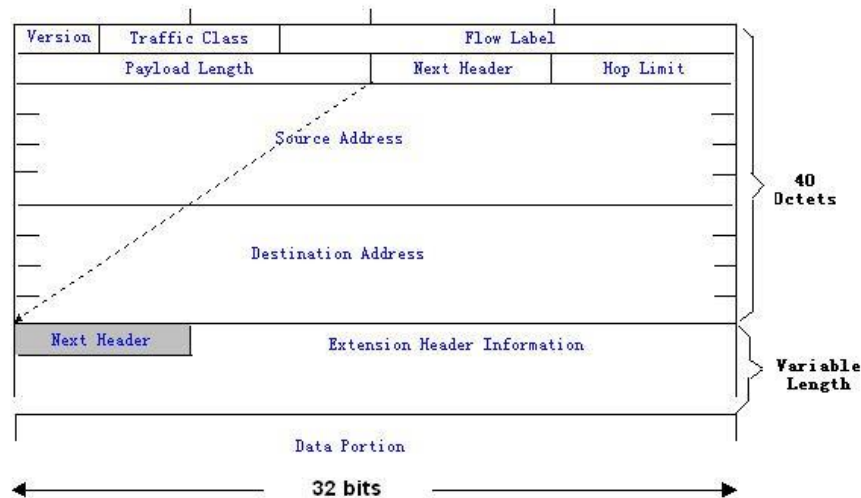 Version Traffic Class Flow Label
Payload Length Next Header Hop Limit
Source Address
40
Octets
Destination Address
Next Header Extension Header Information
Variable
Length
Data Portion
32 bits